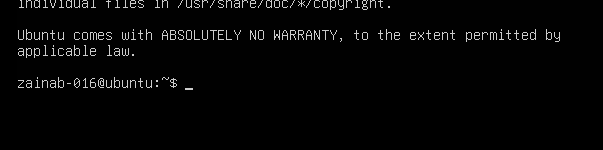 individual files in /usr/share/doc/*/copyright.
Ubuntu comes with ABSOLUTELY NO WARRANTY, to the extent permitted by
applicable law.
zainab-016@ubuntu:~$ _